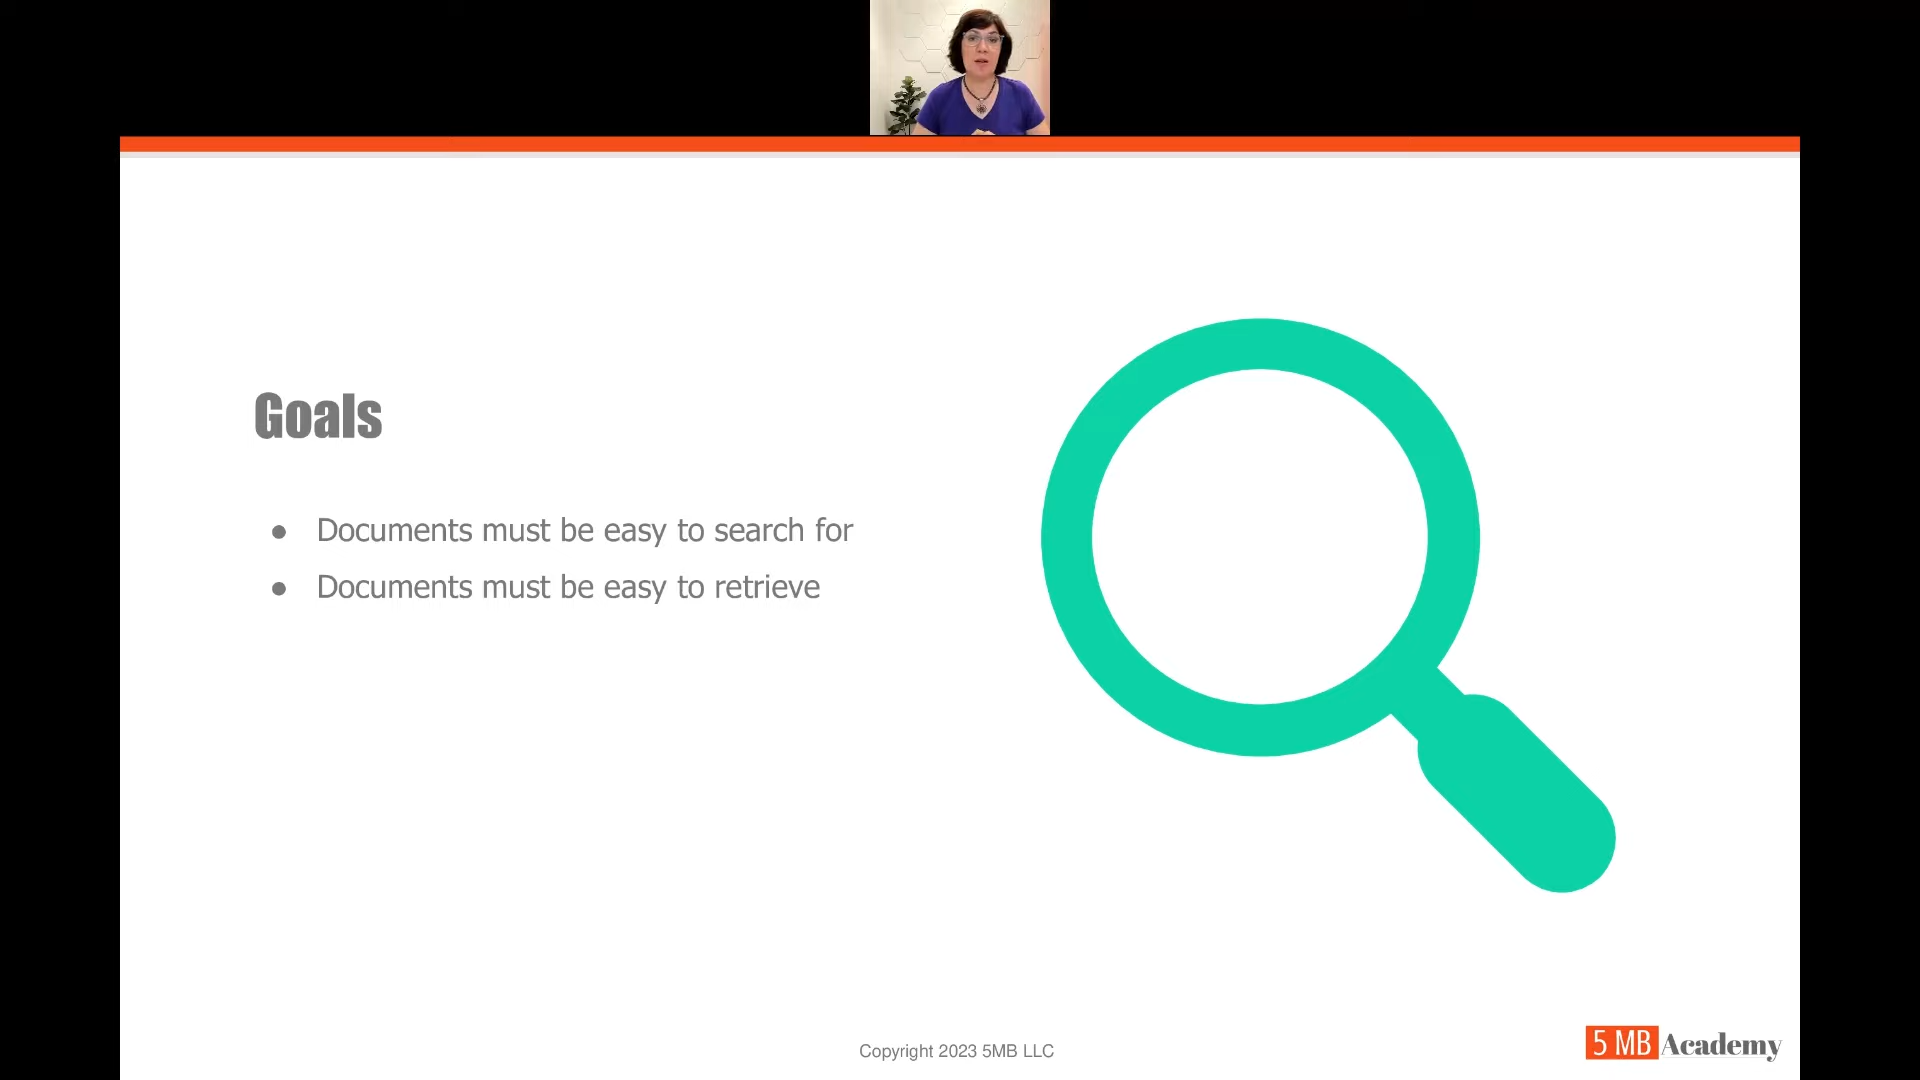 Goals
● Documents must be easy to search for
● Documents must be easy to retrieve
Copyright 2023 5MB LLC
5 MB Academy